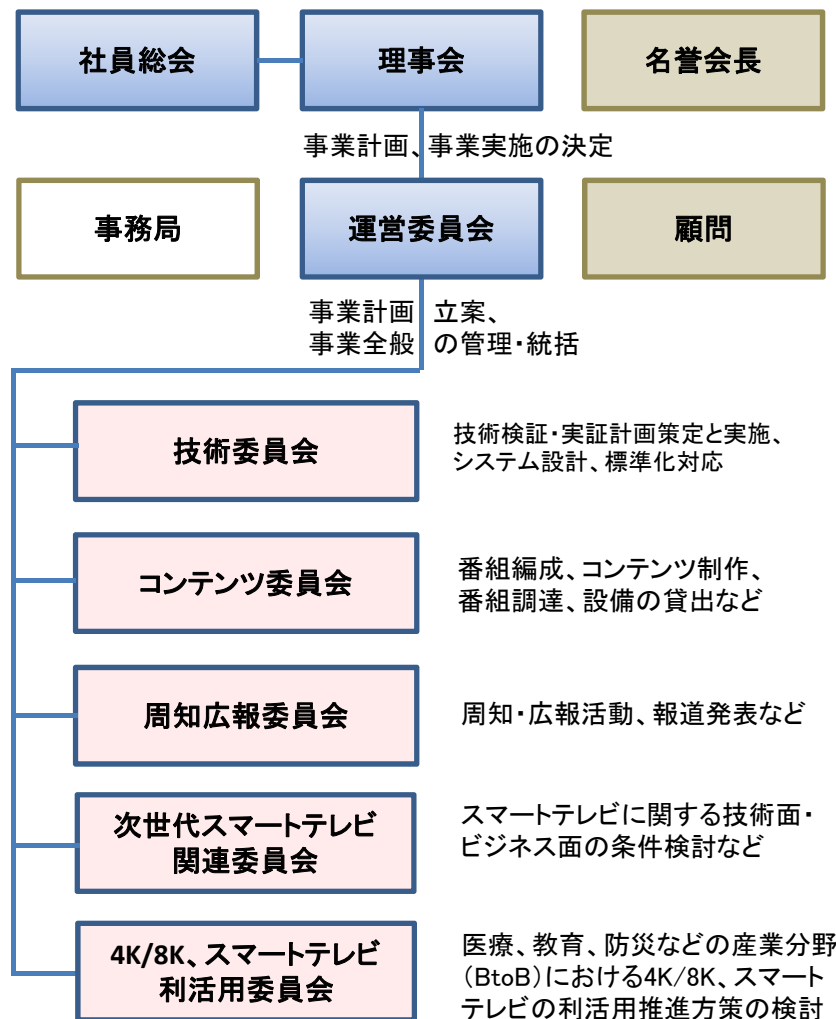 社員総会
理事会
名誉会長
事業計画、事業実施の決定
事務局
運営委員会
顧問
事業計画 立案、
事業全般 の管理・統括
技術委員会
技術検証・実証計画策定と実施、
システム設計、標準化対応
コンテンツ委員会
番組編成、コンテンツ制作、
番組調達、設備の貸出など
周知広報委員会
周知・広報活動、報道発表など
次世代スマートテレビ
関連委員会
スマートテレビに関する技術面・
ビジネス面の条件検討など
4K/8K、スマートテレビ
利活用委員会
医療、教育、防災などの産業分野
（BtoB）における4K/8K、スマート
テレビの利活用推進方策の検討